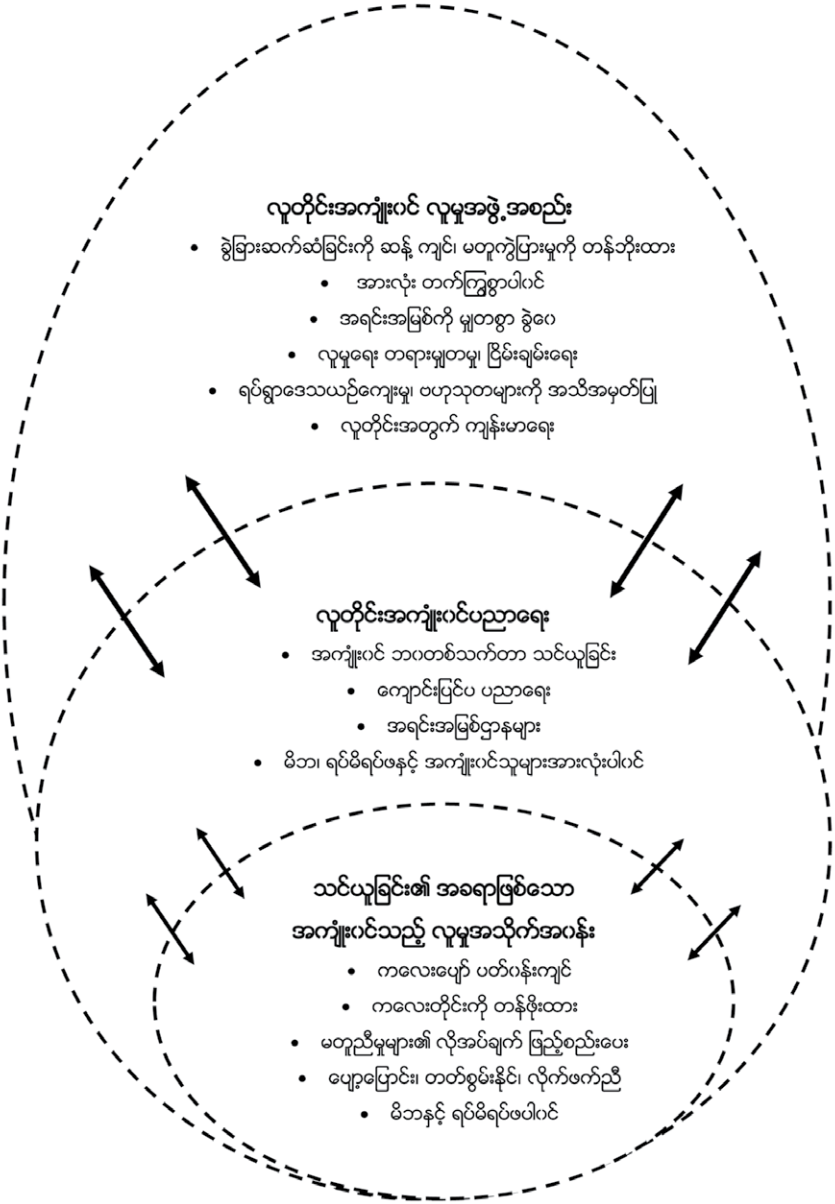 လူတိုင်းအကျုံးဝင် လူမှုအဖွဲ့အစည်း
• ခွဲခြားဆက်ဆံခြင်းကို ဆန့် ကျင်၊ မတူကွဲပြားမှုကို တန်ဘိုးထား
• အားလုံး တက်ကြွစွာပါဝင်
• အရင်းအမြစ်ကို မျှတစွာ ခွဲဝေ
• လူမှုရေး တရားမျှတမှု၊ ငြိမ်းချမ်းရေး
• ရပ်ရွာဒေသယဉ်ကျေးမှု၊ ဗဟုသုတများကို အသိအမှတ်ပြု
• လူတိုင်းအတွက် ကျန်းမာရေး
လူတိုင်းအကျုံးဝင်ပညာရေး
• အကျုံးဝင် ဘဝတစ်သက်တာ သင်ယူခြင်း
• ကျောင်းပြင်ပ ပညာရေး
• အရင်းအမြစ်ဌာနများ
• မိဘ၊ ရပ်မိရပ်ဖနှင့် အကျုံးဝင်သူများအားလုံးပါဝင်
သင်ယူခြင်း၏ အခရာဖြစ်သော
အကျုံးဝင်သည့် လူမှုအသိုက်အဝန်း
• ကလေးပျော် ပတ်ဝန်းကျင်
• ကလေးတိုင်းကို တန်ဖိုးထား
• မတူညီမှုများ၏ လိုအပ်ချက် ဖြည့်စည်းပေး
• ပျော့ပြောင်း၊ တတ်စွမ်းနိုင်၊ လိုက်ဖက်ညီ
• မိဘနှင့် ရပ်မိရပ်ဖပါဝင်